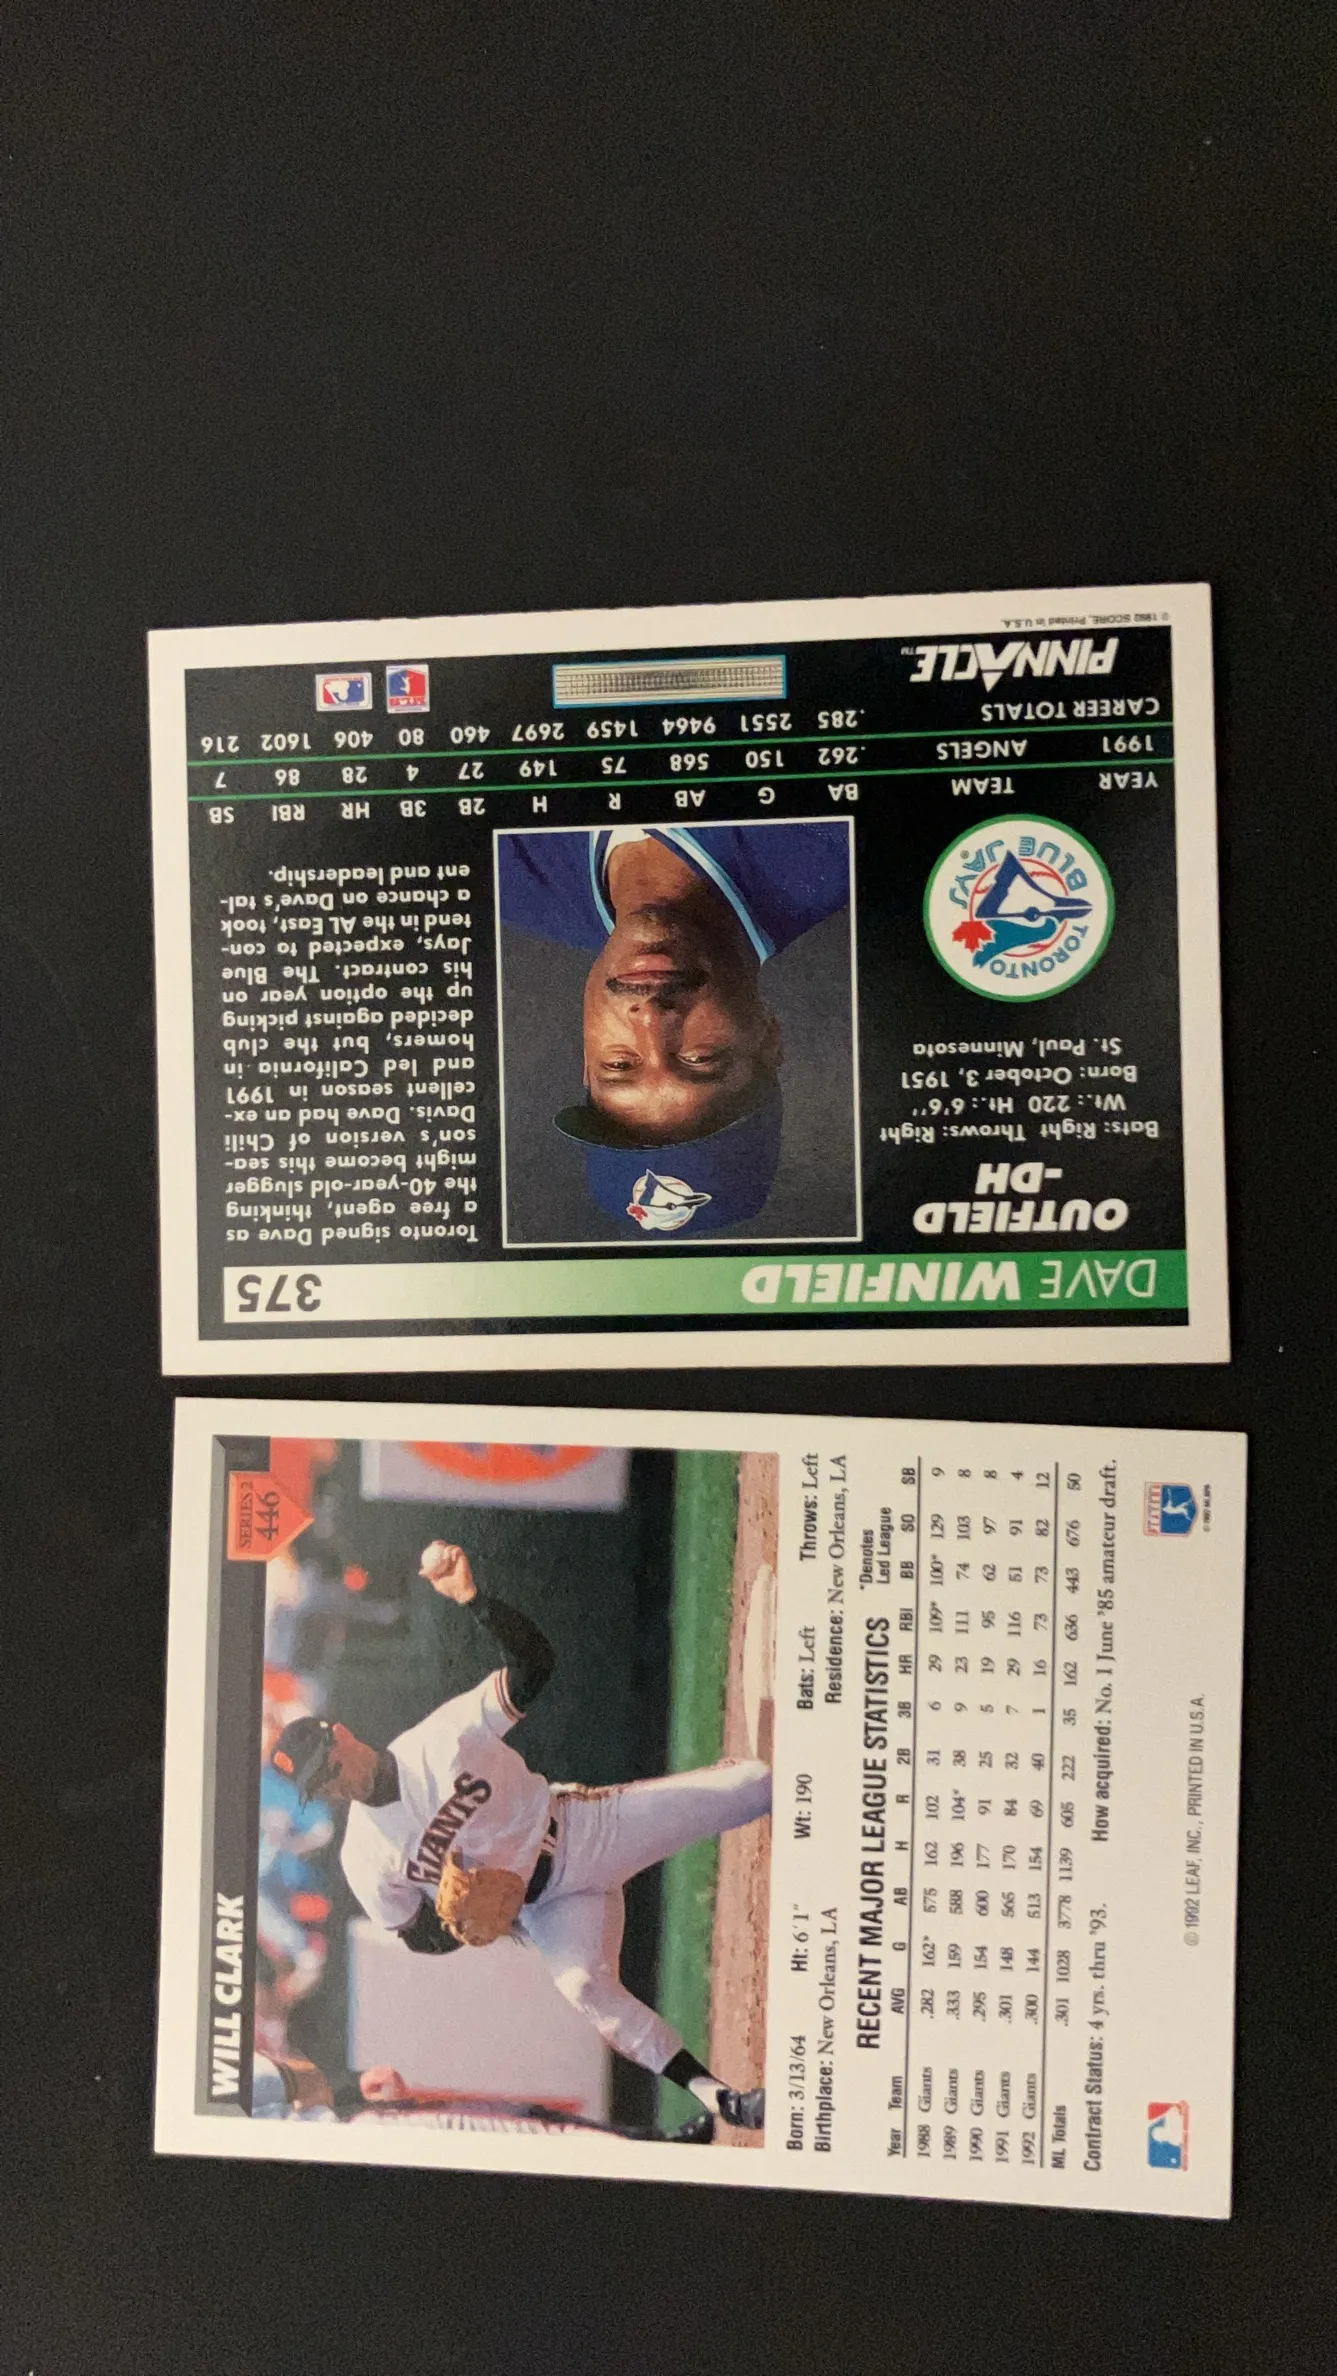 DAVE WINFIELD 375
OUTFIELD
-DH
Bats: Right Throws: Right
Wt.: 220 Ht.: 6'6"
Born: October 3, 1951
St. Paul, Minnesota
TORONTO
BLUE JAYS
Toronto signed Dave as
a free agent, thinking
the 40-year-old slugger
might become this sea-
son's version of Chili
Davis. Dave had an ex-
cellent season in 1991
and led California in
homers, but the club
decided against picking
up the option year on
his contract. The Blue
Jays, expected to con-
tend in the AL East, took
a chance on Dave's tal-
ent and leadership.
YEAR TEAM BA G AB R H 2B 3B HR RBI SB
1991 ANGELS .262 150 568 75 149 27 4 28 86 7
CAREER TOTALS .285 2551 9464 1459 2697 460 80 406 1602 216
PINNACLE™
© 1992 SCORE, Printed in U.S.A.
WILL CLARK
SERIES 2
446
GIANTS
Born: 3/13/64 Ht: 6' 1" Wt: 190 Bats: Left Throws: Left
Birthplace: New Orleans, LA Residence: New Orleans, LA
RECENT MAJOR LEAGUE STATISTICS
*Denotes
Led League
Year Team AVG G AB H R 2B 3B HR RBI BB SO SB
1988 Giants .282 162* 575 162 102 31 6 29 109* 100* 129 9
1989 Giants .333 159 588 196 104* 38 9 23 111 74 103 8
1990 Giants .295 154 600 177 91 25 5 19 95 62 97 8
1991 Giants .301 148 565 170 84 32 7 29 116 51 91 4
1992 Giants .300 144 513 154 69 40 1 16 73 73 82 12
ML Totals .301 1028 3778 1139 605 222 35 162 636 443 676 50
Contract Status: 4 yrs. thru '93. How acquired: No. 1 June '85 amateur draft.
© 1992 LEAF, INC., PRINTED IN U.S.A.